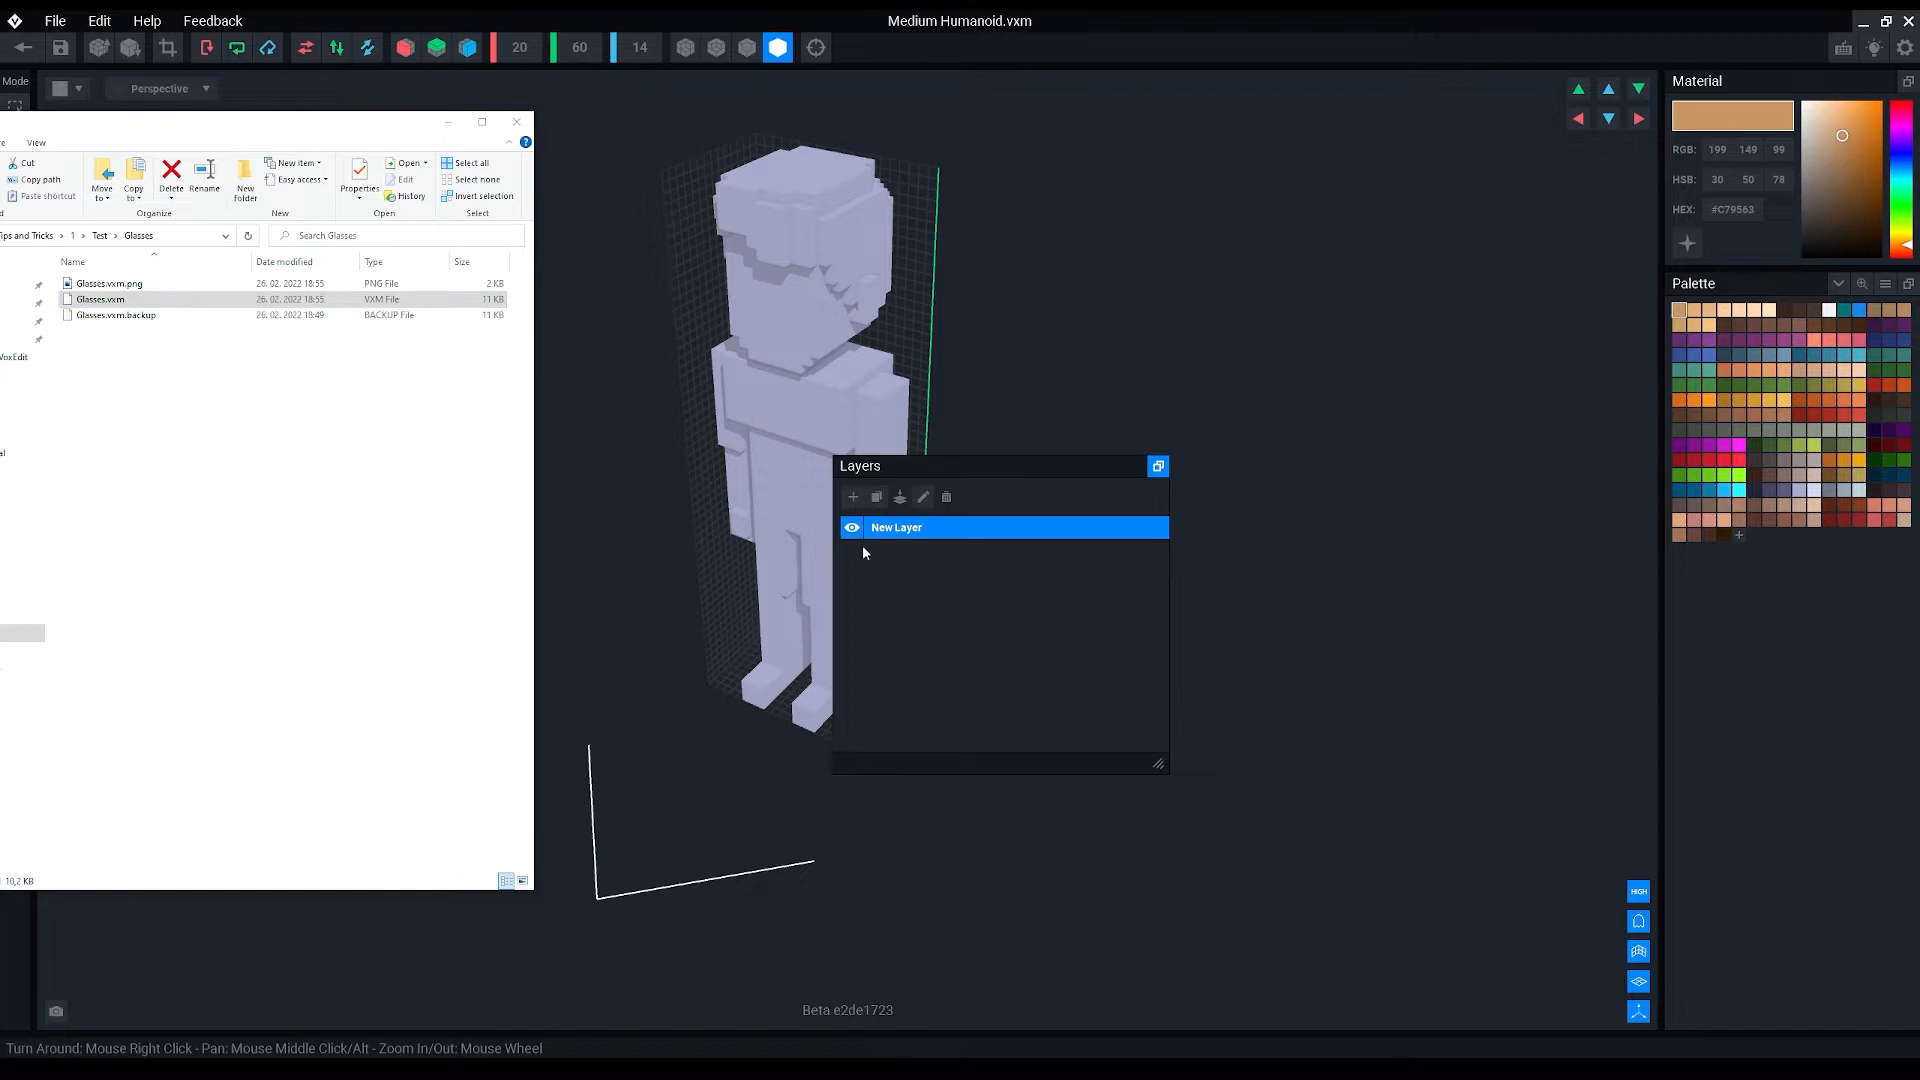 File Edit Help Feedback
Medium Humanoid.vxm
20 60 14
Mode
Perspective
View
Cut
Copy path
Paste shortcut
Move to
Copy to
Delete
Rename
New folder
New item
Easy access
Properties
Open
Edit
History
Select all
Select none
Invert selection
Organize New Open Select
ips and Tricks > 1 > Test > Glasses
Search Glasses
Name Date modified Type Size
Glasses.vxm.png 26. 02. 2022 18:55 PNG File 2 KB
Glasses.vxm 26. 02. 2022 18:55 VXM File 11 KB
Glasses.vxm.backup 26. 02. 2022 18:49 BACKUP File 11 KB
VoxEdit
al
10,2 KB
Layers
New Layer
Material
RGB: 199 149 99
HSB: 30 50 78
HEX: #C79563
Palette
HIGH
Beta e2de1723
Turn Around: Mouse Right Click - Pan: Mouse Middle Click/Alt - Zoom In/Out: Mouse Wheel